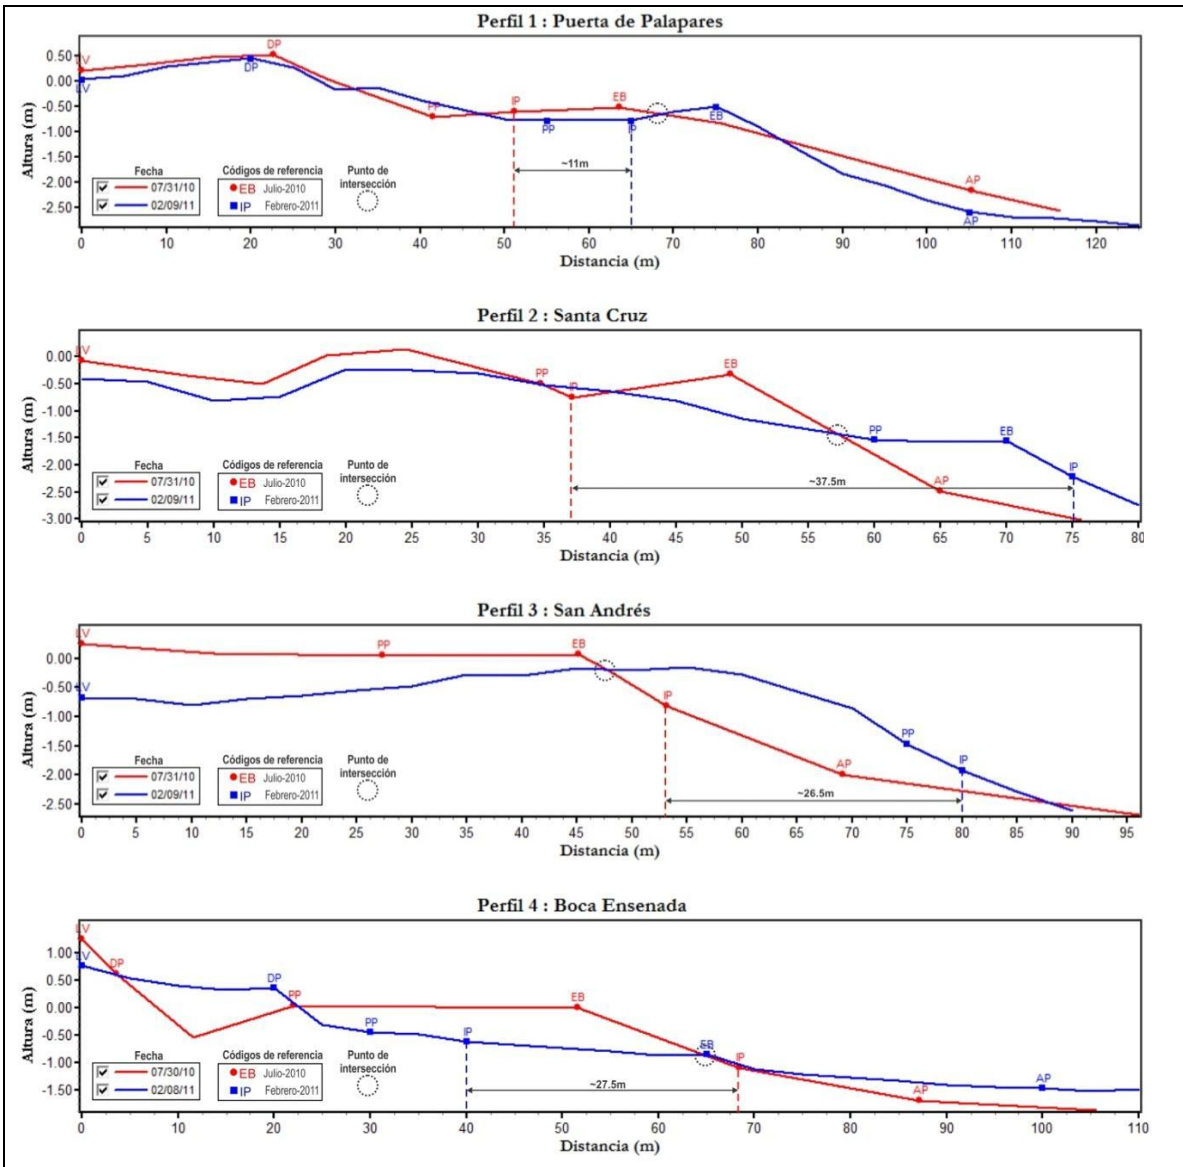 Perfil 1 : Puerta de Palapares
Altura (m)
0.50
0.00
-0.50
-1.00
-1.50
-2.00
-2.50
LV
LV
DP
DP
PP
IP
EB
PP
IP
EB
AP
AP
~11m
Fecha
07/31/10
02/09/11
Códigos de referencia
EB Julio-2010
IP Febrero-2011
Punto de
intersección
0 10 20 30 40 50 60 70 80 90 100 110 120
Distancia (m)
Perfil 2 : Santa Cruz
Altura (m)
0.00
-0.50
-1.00
-1.50
-2.00
-2.50
-3.00
LV
PP
IP
EB
AP
PP
EB
IP
~37.5m
Fecha
07/31/10
02/09/11
Códigos de referencia
EB Julio-2010
IP Febrero-2011
Punto de
intersección
0 5 10 15 20 25 30 35 40 45 50 55 60 65 70 75 80
Distancia (m)
Perfil 3 : San Andrés
Altura (m)
0.00
-0.50
-1.00
-1.50
-2.00
-2.50
LV
LV
PP
EB
IP
AP
PP
IP
~26.5m
Fecha
07/31/10
02/09/11
Códigos de referencia
EB Julio-2010
IP Febrero-2011
Punto de
intersección
0 5 10 15 20 25 30 35 40 45 50 55 60 65 70 75 80 85 90 95
Distancia (m)
Perfil 4 : Boca Ensenada
Altura (m)
1.00
0.50
0.00
-0.50
-1.00
-1.50
LV
LV
DP
DP
PP
PP
IP
EB
EB
IP
AP
AP
~27.5m
Fecha
07/30/10
02/08/11
Códigos de referencia
EB Julio-2010
IP Febrero-2011
Punto de
intersección
0 10 20 30 40 50 60 70 80 90 100 110
Distancia (m)